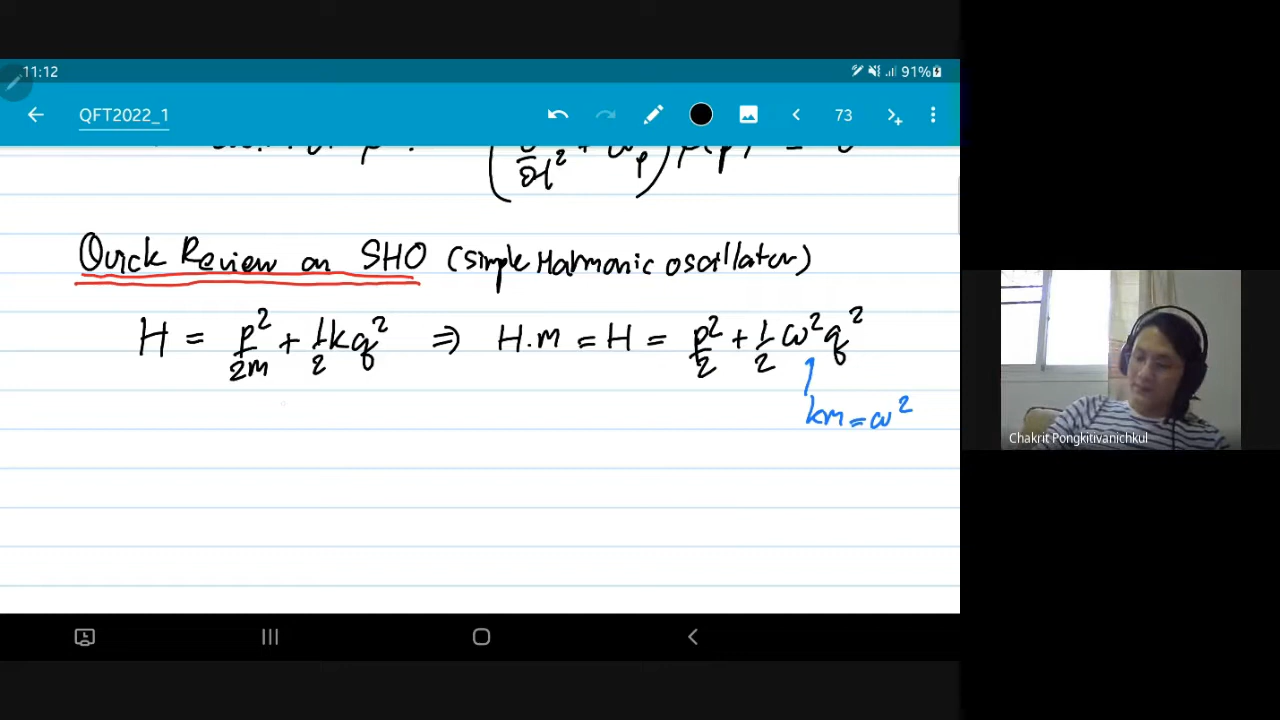 11:12 91%
QFT2022_1 73
Quick Review on SHO (simple Harmonic oscillator)
H = p²/2m + 1/2 kq² ⇒ H·m = H = p²/2 + 1/2 ω²q²
km = ω²
Chakrit Pongkitivanichkul